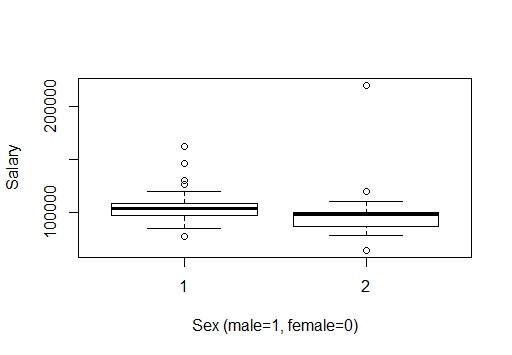 200000
100000
Salary
1
2
Sex (male=1, female=0)